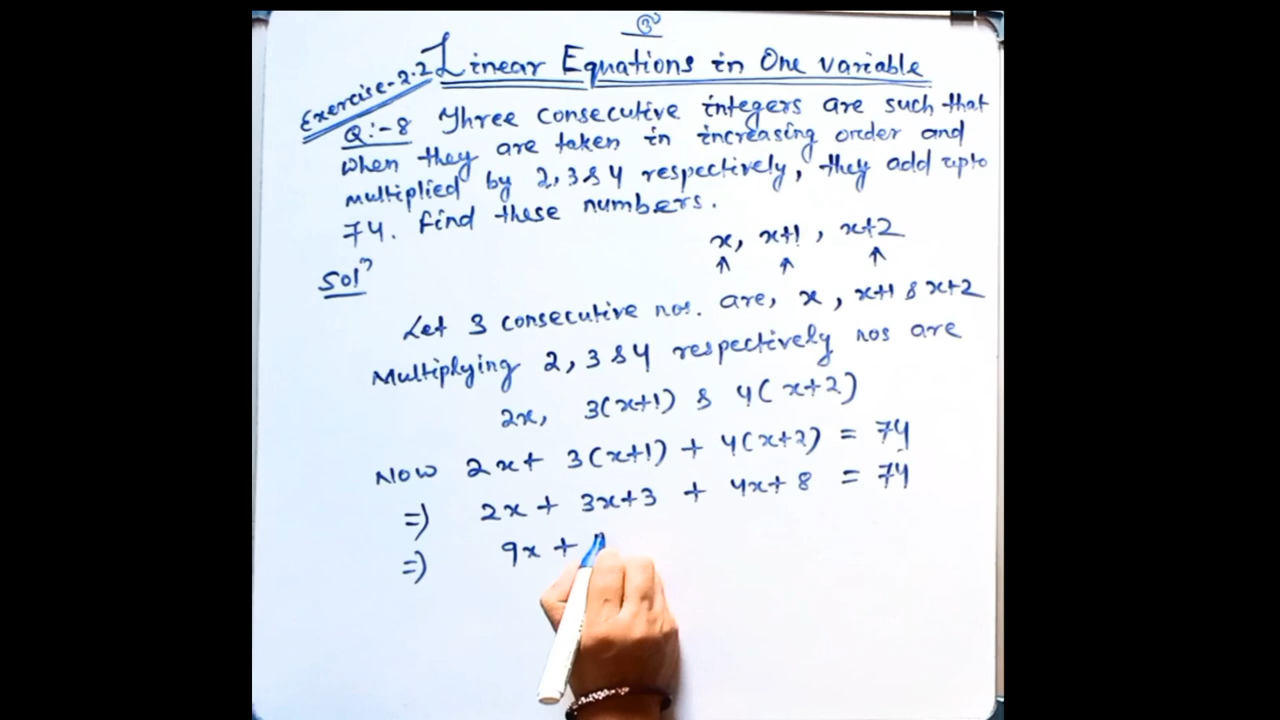 ③
Exercise-2.2 Linear Equations in One variable
Q:-8 Three consecutive integers are such that
when they are taken in increasing order and
multiplied by 2,3 & 4 respectively, they add upto
74. Find these numbers.
x, x+1, x+2
↑ ↑ ↑
Solⁿ
Let 3 consecutive nos. are, x, x+1 & x+2
Multiplying 2, 3 & 4 respectively nos are
2x, 3(x+1) & 4(x+2)
Now 2x + 3(x+1) + 4(x+2) = 74
=) 2x + 3x+3 + 4x+8 = 74
=) 9x +